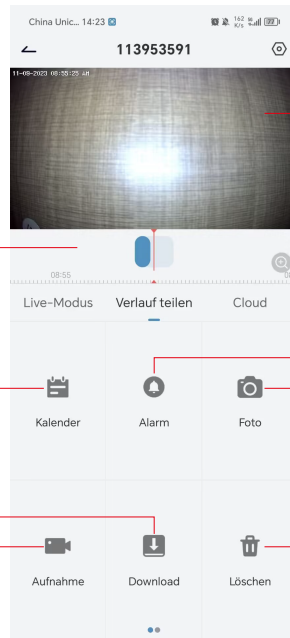 China Unic... 14:23
162 K/s
113953591
11-09-2023 08:55:25 AM
08:55
Live-Modus Verlauf teilen Cloud
Kalender Alarm Foto
Aufnahme Download Löschen